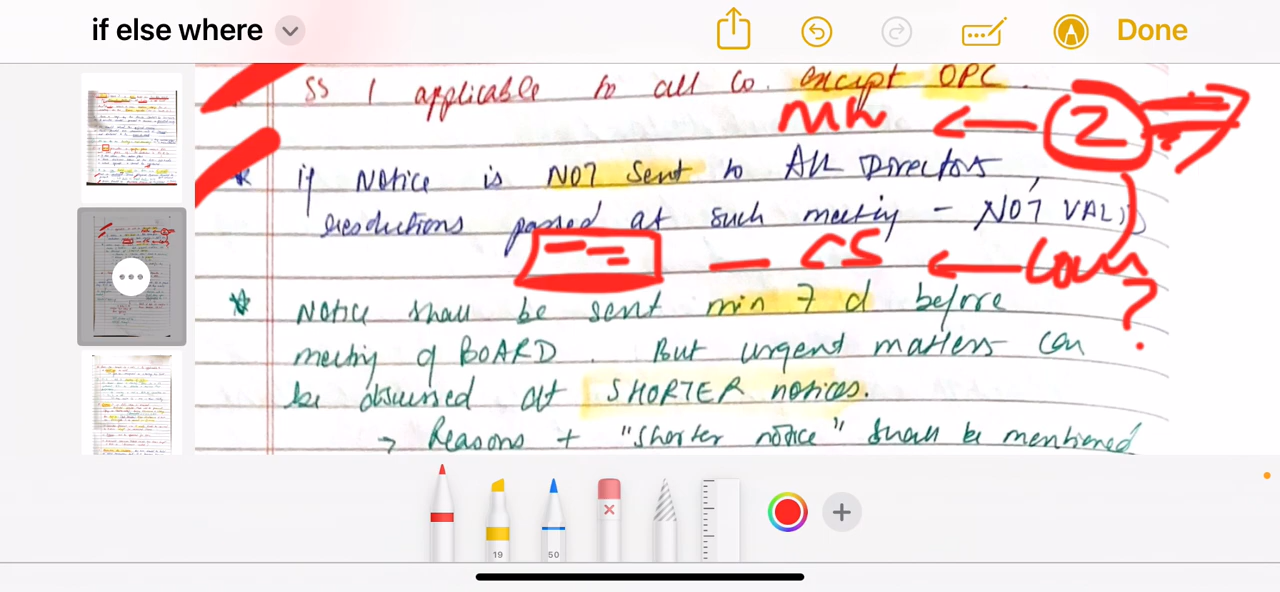 if else where
Done
SS 1 applicable to all Co. except OPC.
2
if Notice is NOT sent to All Directors,
resolutions passed at such meeting - NOT VALID
CS
?
Notice shall be sent min 7 d before
meeting of BOARD. But urgent matters can
be discussed at SHORTER notices.
→ Reasons + "Shorter notice" shall be mentioned
19
50